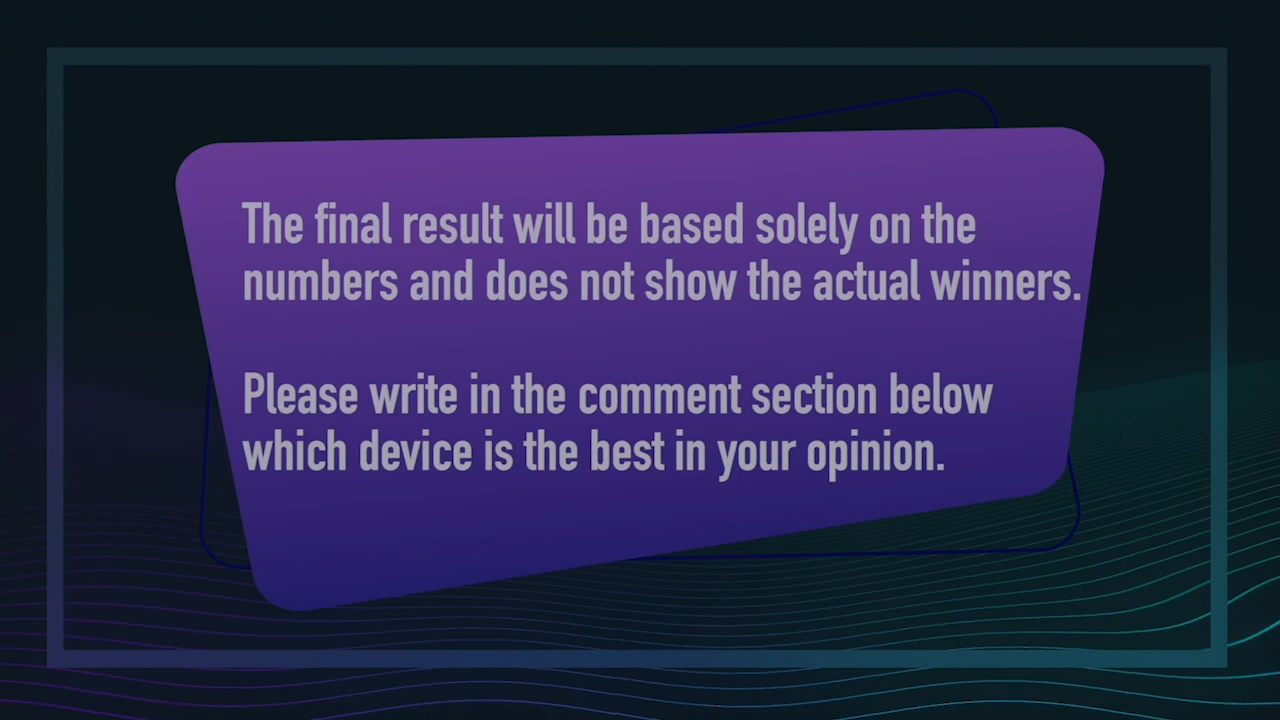 The final result will be based solely on the
numbers and does not show the actual winners.
Please write in the comment section below
which device is the best in your opinion.